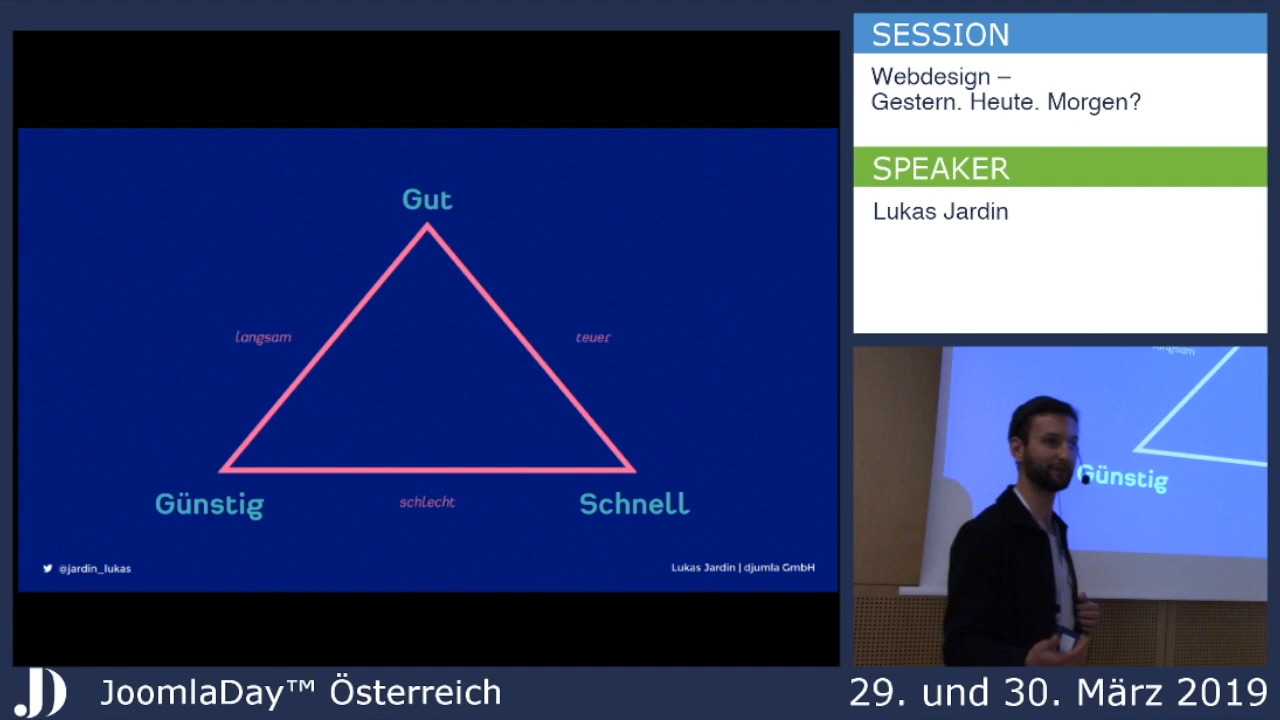 SESSION
Webdesign –
Gestern. Heute. Morgen?
SPEAKER
Lukas Jardin
Gut
langsam
teuer
Günstig
schlecht
Schnell
@jardin_lukas
Lukas Jardin | djumla GmbH
langsam
Günstig
JoomlaDay™ Österreich
29. und 30. März 2019